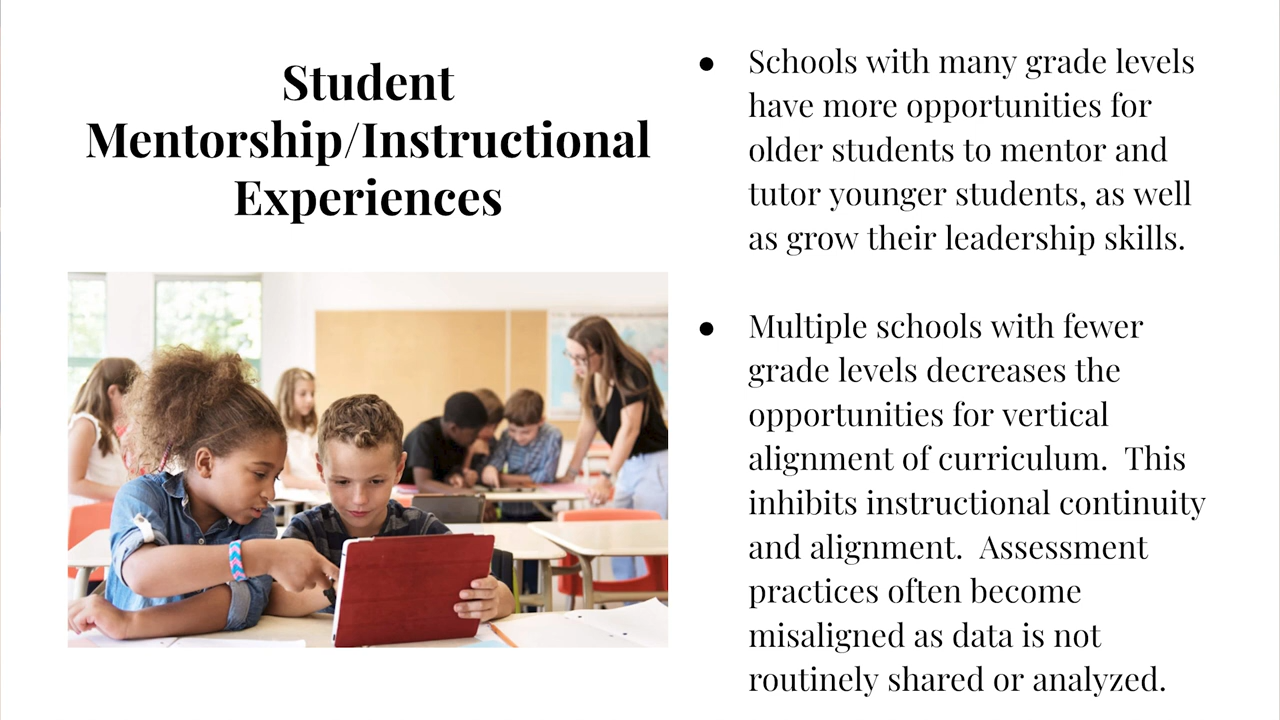 Student
Mentorship/Instructional
Experiences
● Schools with many grade levels
have more opportunities for
older students to mentor and
tutor younger students, as well
as grow their leadership skills.
● Multiple schools with fewer
grade levels decreases the
opportunities for vertical
alignment of curriculum.  This
inhibits instructional continuity
and alignment.  Assessment
practices often become
misaligned as data is not
routinely shared or analyzed.